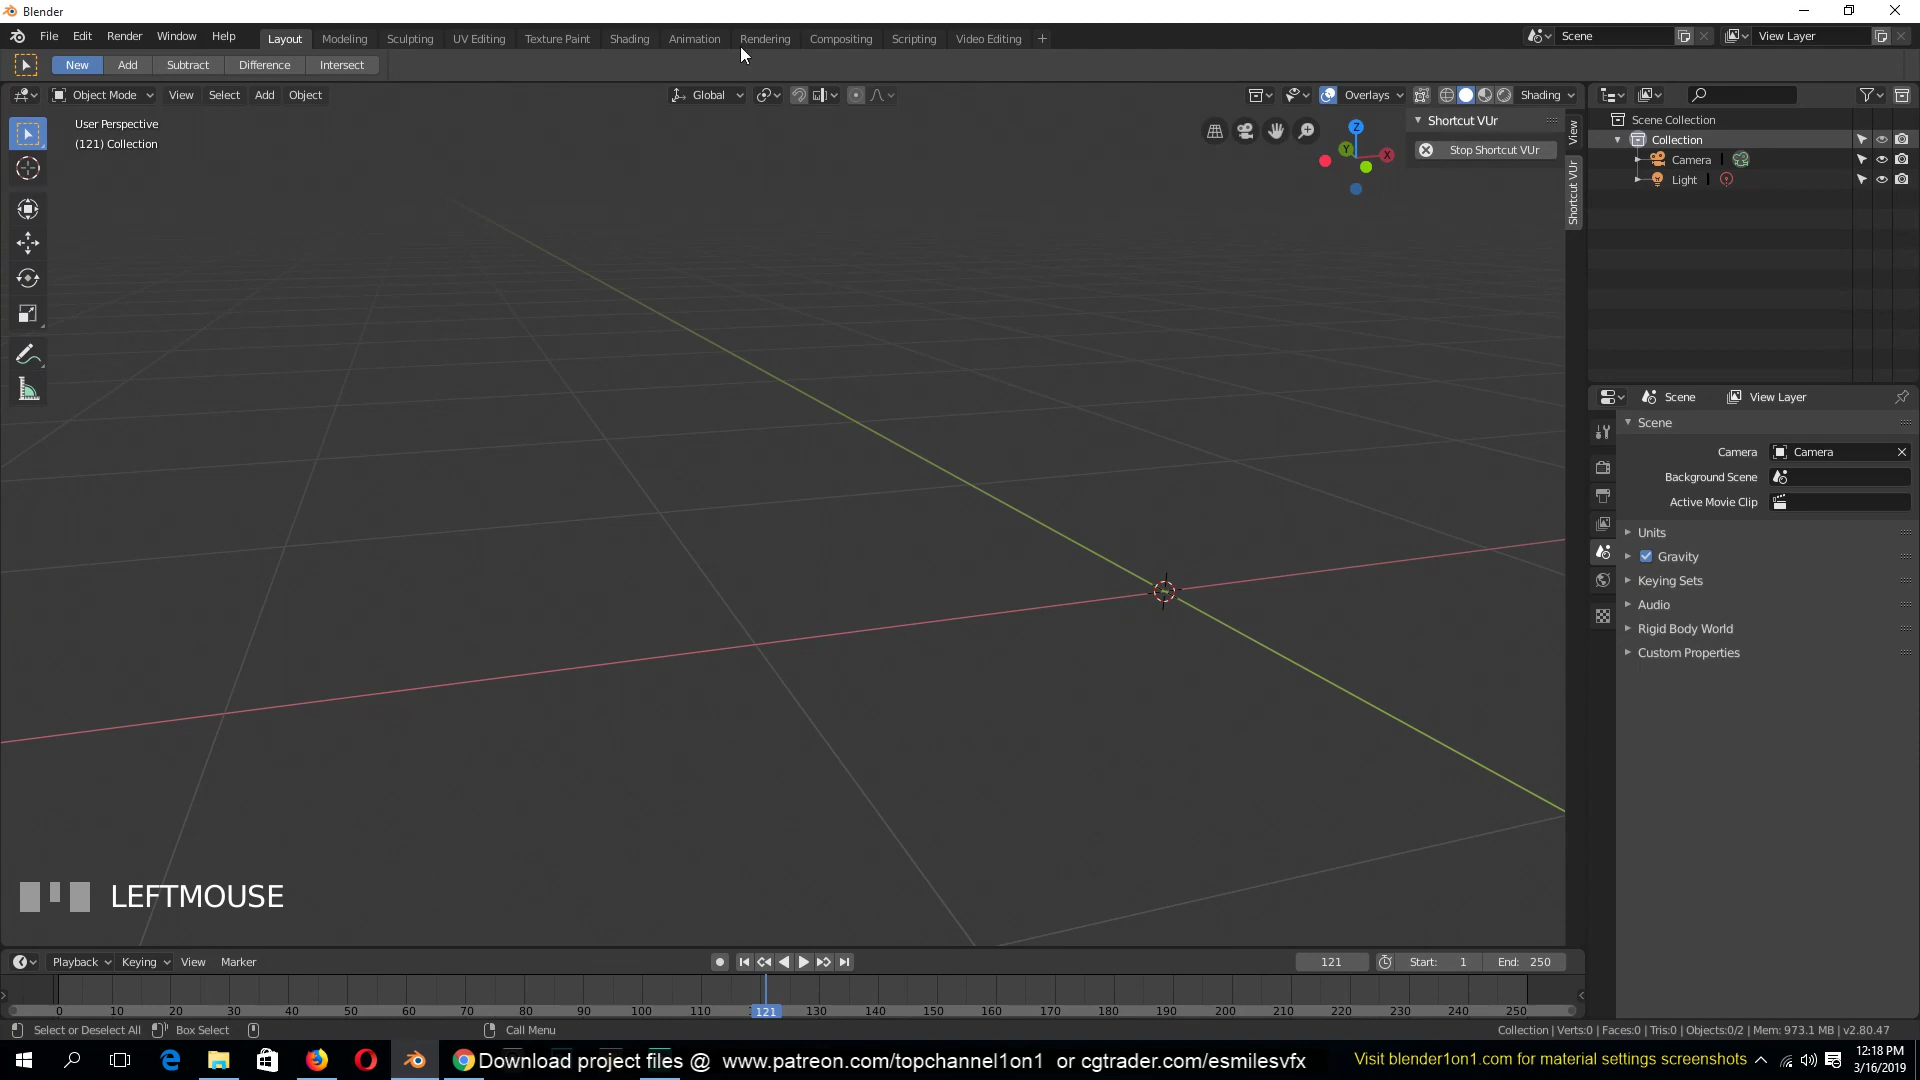 Blender
File Edit Render Window Help Layout Modeling Sculpting UV Editing Texture Paint Shading Animation Rendering Compositing Scripting Video Editing + Scene View Layer
New Add Subtract Difference Intersect
Object Mode View Select Add Object Global Overlays Shading
User Perspective
(121) Collection
Z
Y
X
Shortcut VUr
Stop Shortcut VUr
View
Shortcut VUr
Scene Collection
Collection
Camera
Light
Scene View Layer
Scene
Camera Camera
Background Scene
Active Movie Clip
Units
Gravity
Keying Sets
Audio
Rigid Body World
Custom Properties
LEFTMOUSE
Playback Keying View Marker 121 Start: 1 End: 250
0 10 20 30 40 50 60 70 80 90 100 110 121 130 140 150 160 170 180 190 200 210 220 230 240 250
Select or Deselect All Box Select Call Menu Collection | Verts:0 | Faces:0 | Tris:0 | Objects:0/2 | Mem: 973.1 MB | v2.80.47
Download project files @ www.patreon.com/topchannel1on1 or cgtrader.com/esmilesvfx
Visit blender1on1.com for material settings screenshots
12:18 PM
3/16/2019